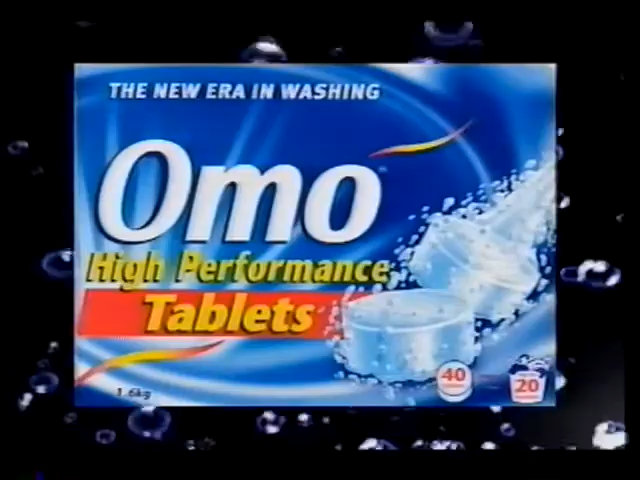 THE NEW ERA IN WASHING
Omo
High Performance
Tablets
1.6kg
40
20